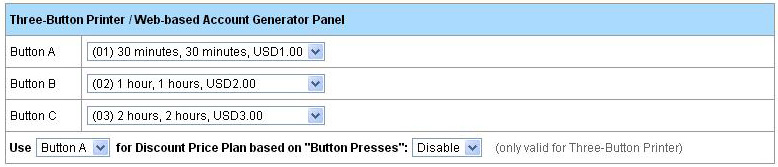 Three-Button Printer / Web-based Account Generator Panel
Button A (01) 30 minutes, 30 minutes, USD1.00
Button B (02) 1 hour, 1 hours, USD2.00
Button C (03) 2 hours, 2 hours, USD3.00
Use Button A for Discount Price Plan based on "Button Presses": Disable (only valid for Three-Button Printer)